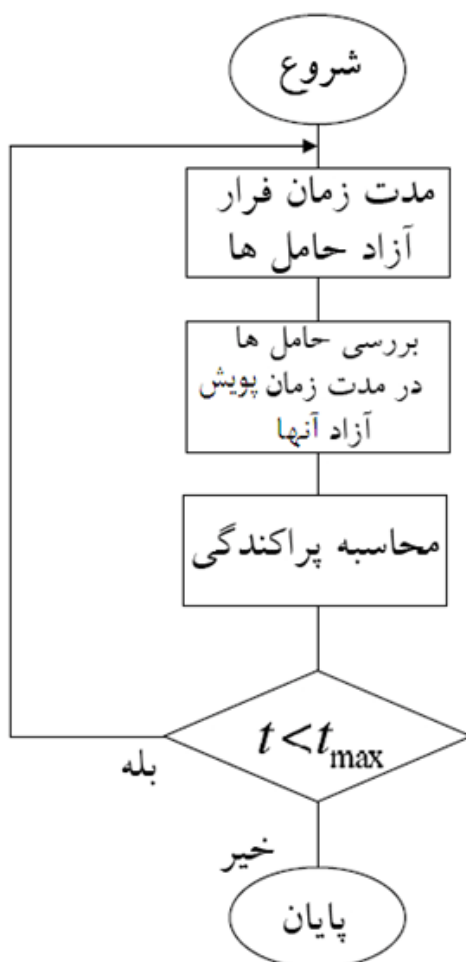 شروع
مدت زمان فرار
آزاد حامل ها
بررسی حامل ها
در مدت زمان پویش
آزاد آنها
محاسبه پراکندگی
t < t_max
بله
خیر
پایان